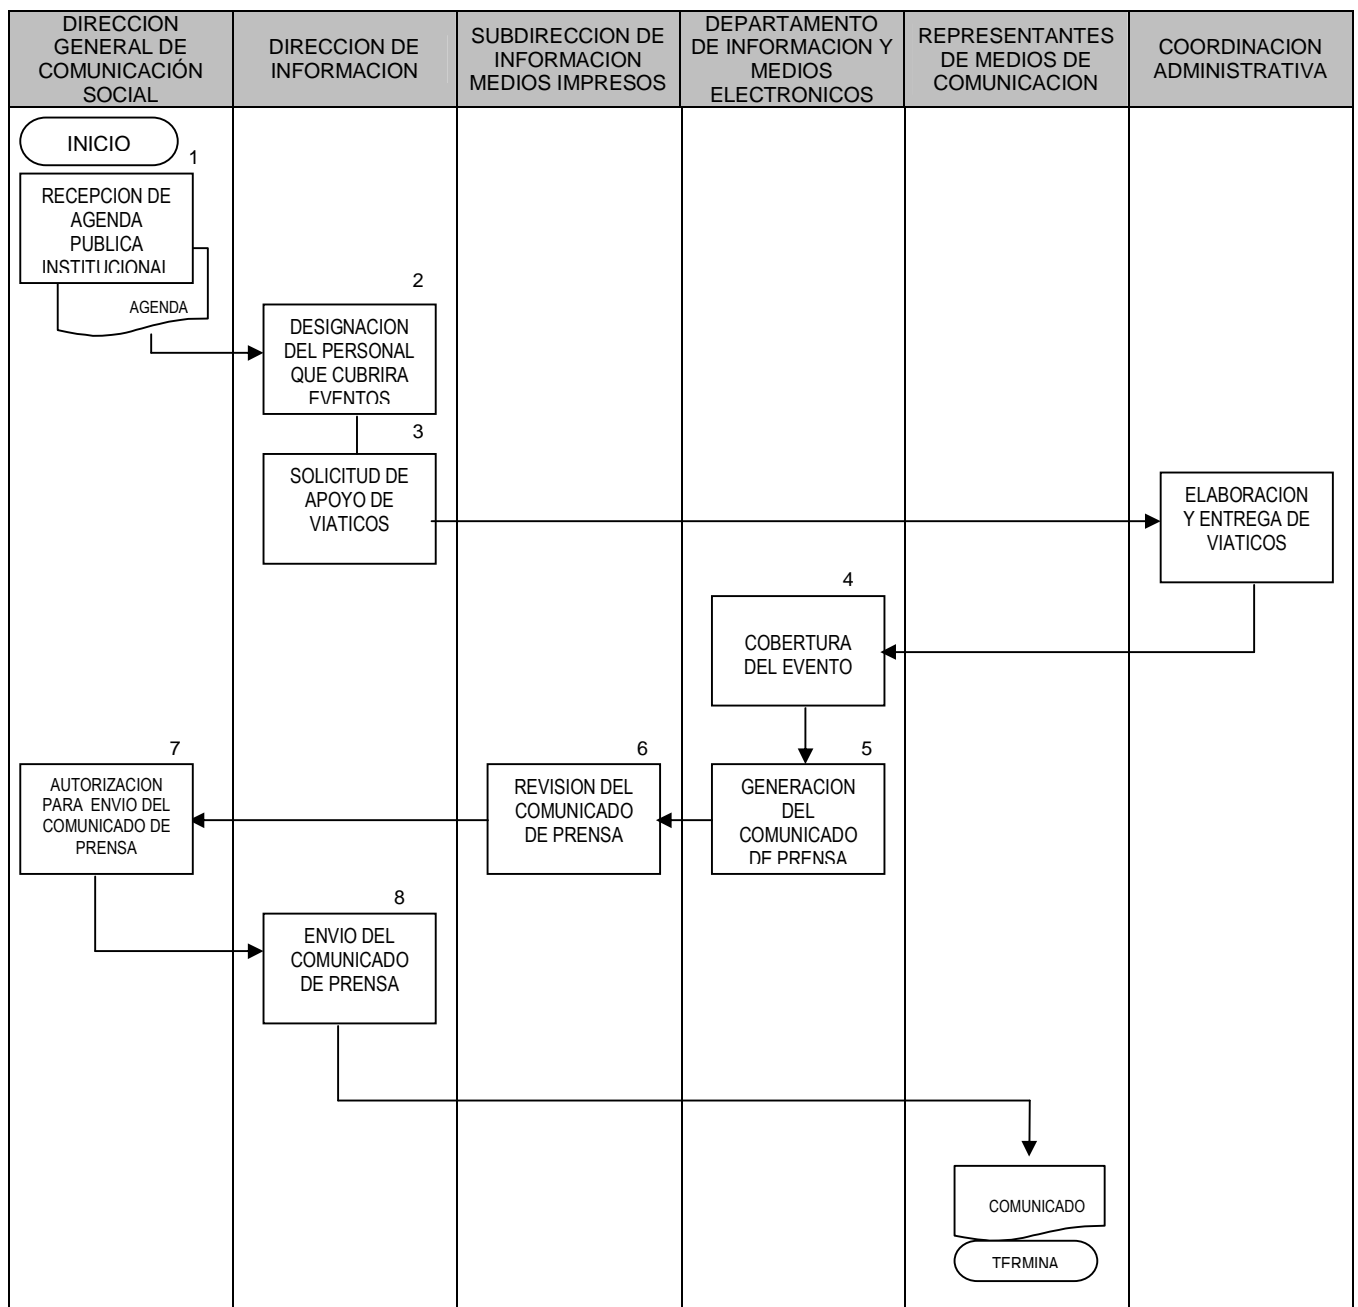 DIRECCION
GENERAL DE
COMUNICACIÓN
SOCIAL
DIRECCION DE
INFORMACION
SUBDIRECCION DE
INFORMACION
MEDIOS IMPRESOS
DEPARTAMENTO
DE INFORMACION Y
MEDIOS
ELECTRONICOS
REPRESENTANTES
DE MEDIOS DE
COMUNICACION
COORDINACION
ADMINISTRATIVA
INICIO
1
RECEPCION DE
AGENDA
PUBLICA
INSTITUCIONAL
AGENDA
2
DESIGNACION
DEL PERSONAL
QUE CUBRIRA
EVENTOS
3
SOLICITUD DE
APOYO DE
VIATICOS
ELABORACION
Y ENTREGA DE
VIATICOS
4
COBERTURA
DEL EVENTO
5
GENERACION
DEL
COMUNICADO
DE PRENSA
6
REVISION DEL
COMUNICADO
DE PRENSA
7
AUTORIZACION
PARA ENVIO DEL
COMUNICADO DE
PRENSA
8
ENVIO DEL
COMUNICADO
DE PRENSA
COMUNICADO
TERMINA